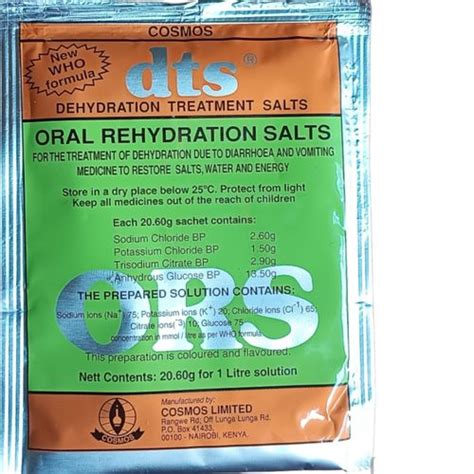 COSMOS
New
WHO
formula
dts®
DEHYDRATION TREATMENT SALTS
ORAL REHYDRATION SALTS
FOR THE TREATMENT OF DEHYDRATION DUE TO DIARRHOEA AND VOMITING
MEDICINE TO RESTORE SALTS, WATER AND ENERGY
Store in a dry place below 25°C. Protect from light
Keep all medicines out of the reach of children
Each 20.60g sachet contains:
Sodium Chloride BP 2.60g
Potassium Chloride BP 1.50g
Trisodium Citrate BP 2.90g
Anhydrous Glucose BP 13.50g
ORS
THE PREPARED SOLUTION CONTAINS:
Sodium ions (Na⁺) 75; Potassium ions (K⁺) 20; Chloride ions (Cl⁻¹) 65
Citrate ions(⁻³) 10; Glucose 75
concentration in mmol / litre as per WHO formula
This preparation is coloured and flavoured.
Nett Contents: 20.60g for 1 Litre solution
Manufactured by:
COSMOS LIMITED
Rangwe Rd; Off Lunga Lunga Rd.
P.O. Box 41433,
00100 - NAIROBI, KENYA.
COSMOS